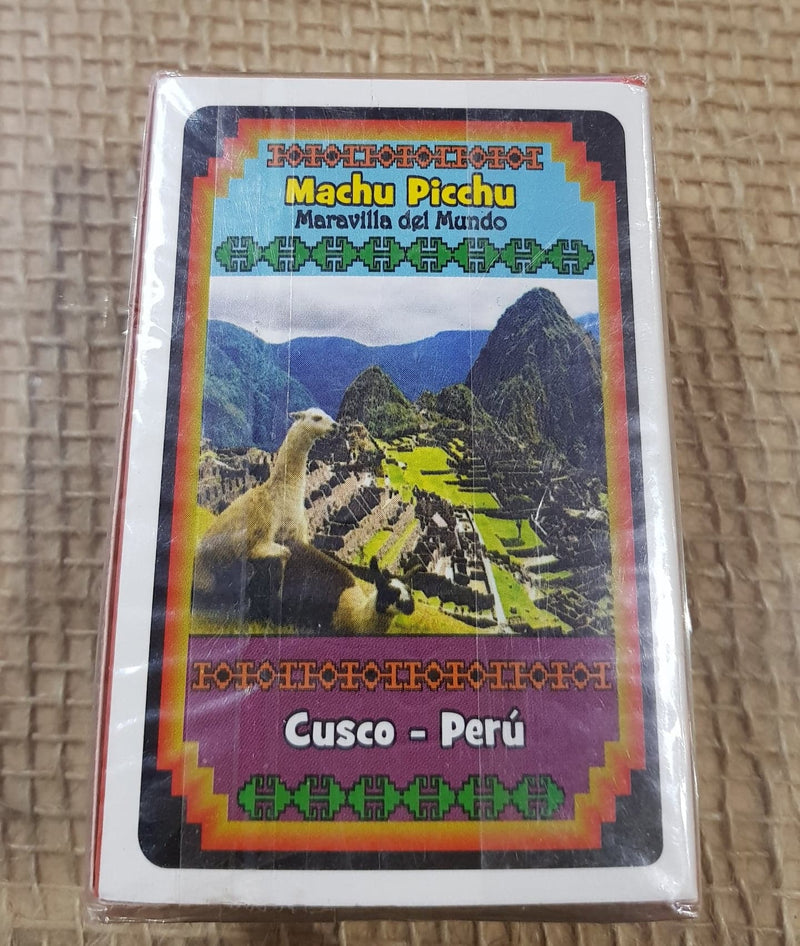 Machu Picchu
Maravilla del Mundo
Cusco - Perú